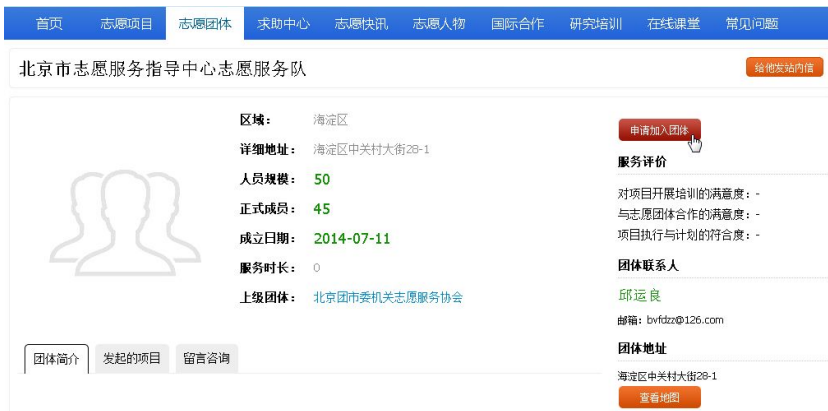 首页 志愿项目 志愿团体 求助中心 志愿快讯 志愿人物 国际合作 研究培训 在线课堂 常见问题
北京市志愿服务指导中心志愿服务队
给他发站内信
区域： 海淀区
详细地址： 海淀区中关村大街28-1
人员规模： 50
正式成员： 45
成立日期： 2014-07-11
服务时长： 0
上级团体： 北京团市委机关志愿服务协会
申请加入团体
服务评价
对项目开展培训的满意度：-
与志愿团体合作的满意度：-
项目执行与计划的符合度：-
团体联系人
邱运良
邮箱：bvfdzz@126.com
团体地址
海淀区中关村大街28-1
查看地图
团体简介 发起的项目 留言咨询